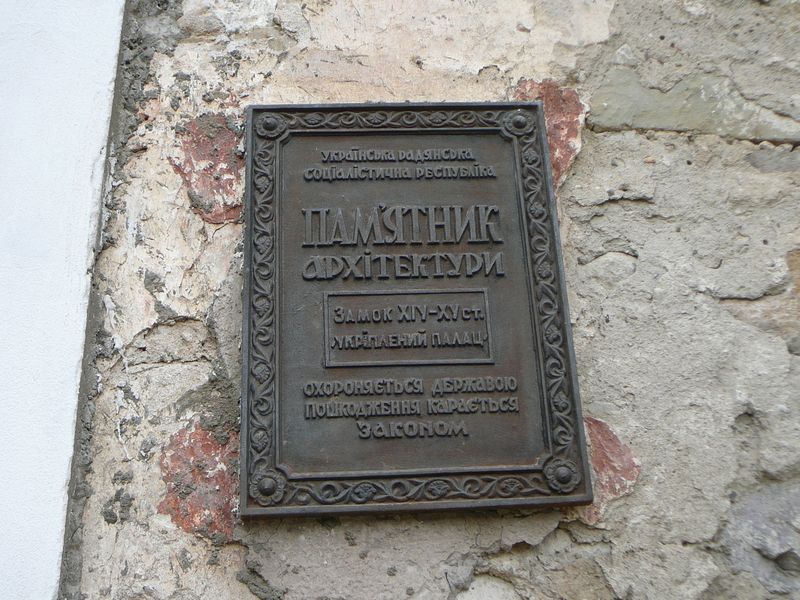 УКРАЇНСЬКА РАДЯНСЬКА
СОЦІАЛІСТИЧНА РЕСПУБЛІКА
ПАМ'ЯТНИК
АРХІТЕКТУРИ
ЗАМОК XIV-XV СТ.
/УКРІПЛЕНИЙ ПАЛАЦ/
ОХОРОНЯЄТЬСЯ ДЕРЖАВОЮ
ПОШКОДЖЕННЯ КАРАЄТЬСЯ
ЗАКОНОМ